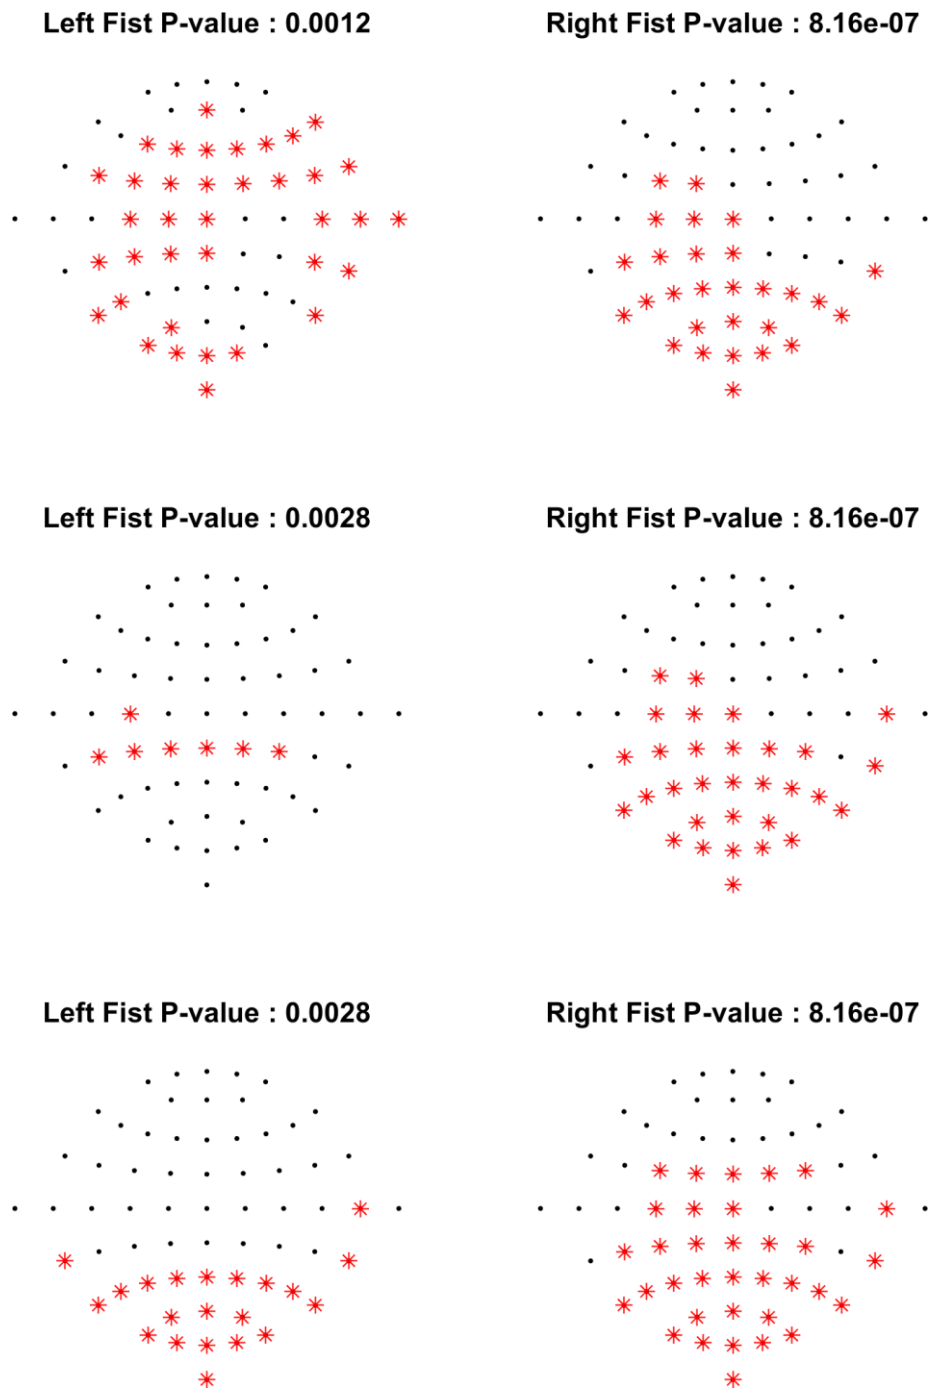 Left Fist P-value : 0.0012
Right Fist P-value : 8.16e-07
Left Fist P-value : 0.0028
Right Fist P-value : 8.16e-07
Left Fist P-value : 0.0028
Right Fist P-value : 8.16e-07